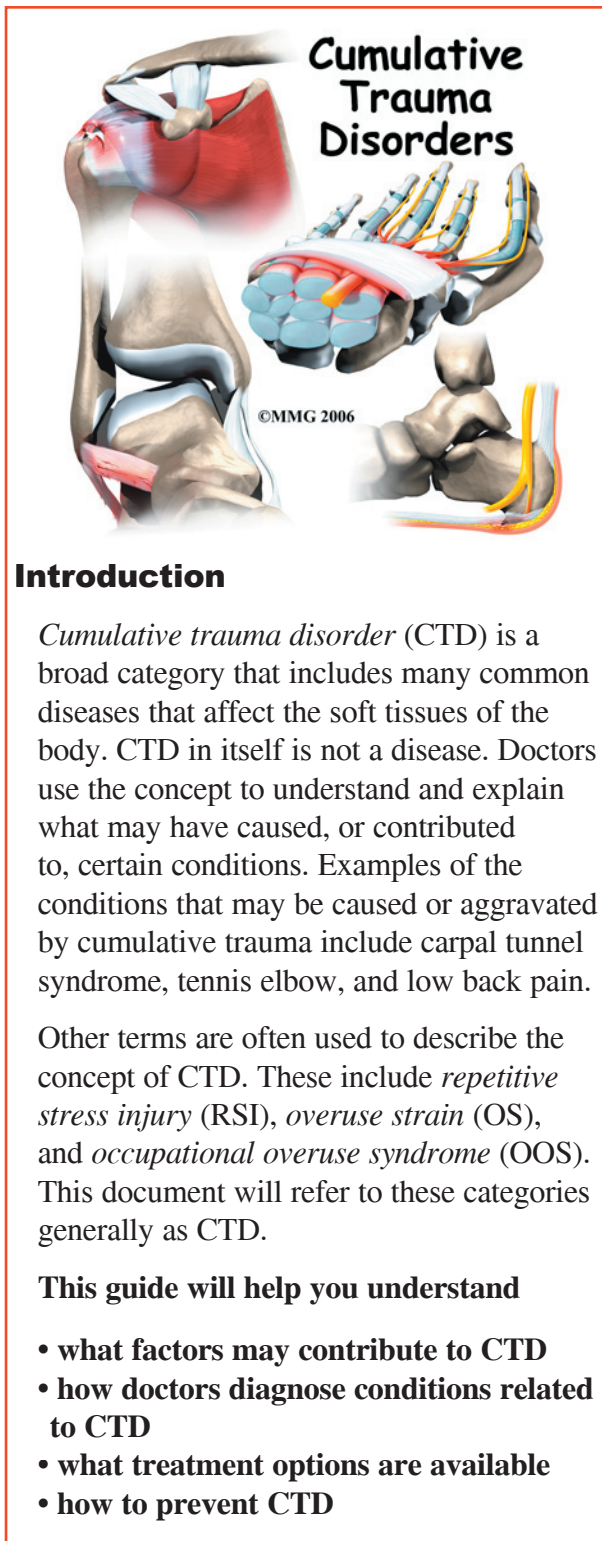 Cumulative
Trauma
Disorders
©MMG 2006
Introduction
Cumulative trauma disorder (CTD) is a
broad category that includes many common
diseases that affect the soft tissues of the
body. CTD in itself is not a disease. Doctors
use the concept to understand and explain
what may have caused, or contributed
to, certain conditions. Examples of the
conditions that may be caused or aggravated
by cumulative trauma include carpal tunnel
syndrome, tennis elbow, and low back pain.
Other terms are often used to describe the
concept of CTD. These include repetitive
stress injury (RSI), overuse strain (OS),
and occupational overuse syndrome (OOS).
This document will refer to these categories
generally as CTD.
This guide will help you understand
• what factors may contribute to CTD
• how doctors diagnose conditions related
to CTD
• what treatment options are available
• how to prevent CTD